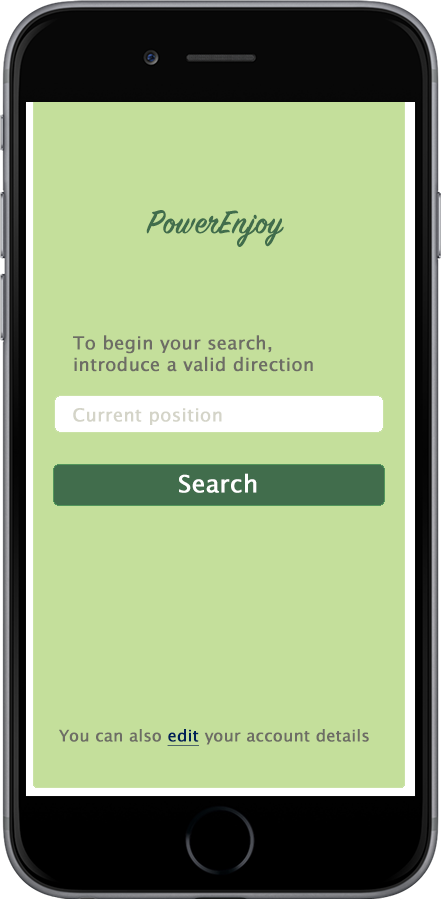 PowerEnjoy
To begin your search,
introduce a valid direction
Current position
Search
You can also edit your account details